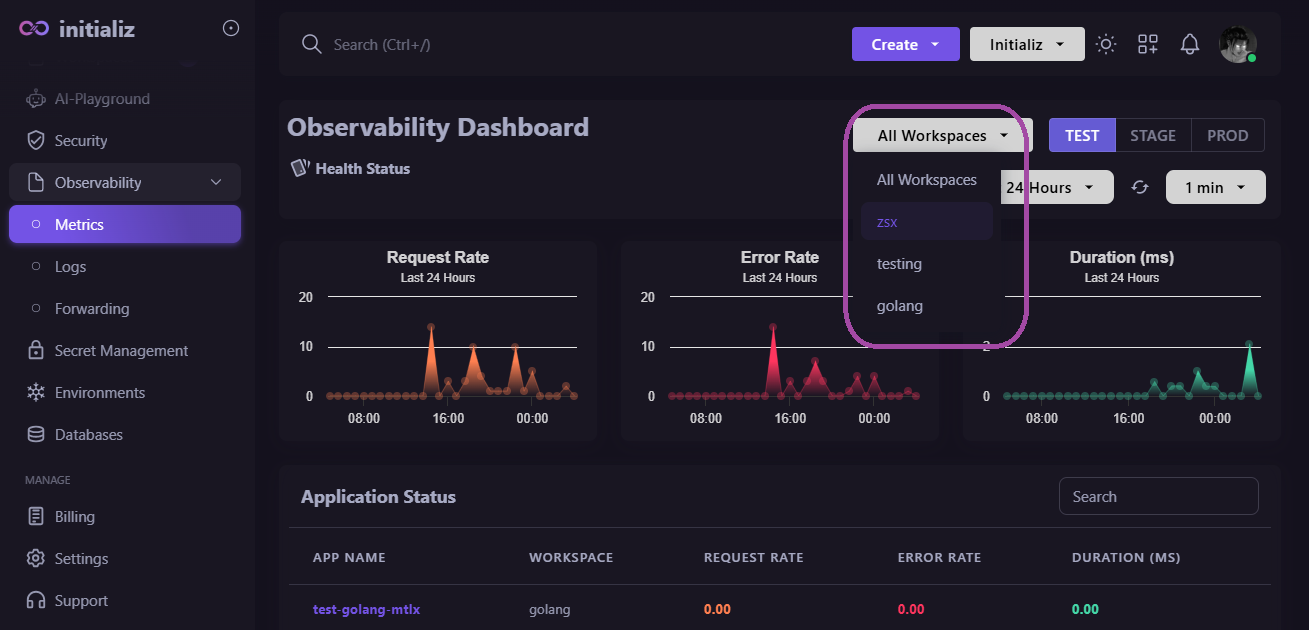 initializ
AI-Playground
Security
Observability
Metrics
Logs
Forwarding
Secret Management
Environments
Databases
MANAGE
Billing
Settings
Support
Search (Ctrl+/)
Create
Initializ
Observability Dashboard
Health Status
All Workspaces
All Workspaces
zsx
testing
golang
TEST STAGE PROD
24 Hours
1 min
Request Rate
Last 24 Hours
20
10
0
08:00 16:00 00:00
Error Rate
Last 24 Hours
20
10
0
08:00 16:00 00:00
Duration (ms)
Last 24 Hours
2
0
08:00 16:00 00:00
Application Status
Search
APP NAME WORKSPACE REQUEST RATE ERROR RATE DURATION (MS)
test-golang-mtlx golang 0.00 0.00 0.00